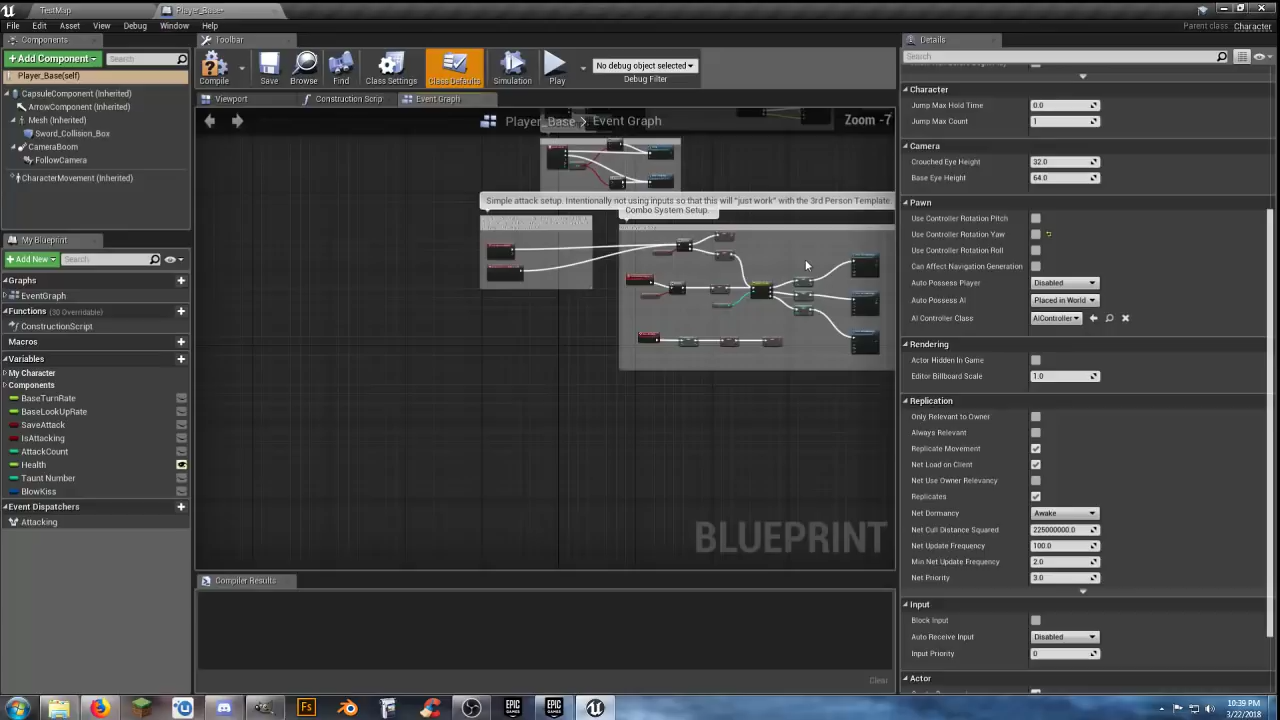 TestMap
Player_Base*
File Edit Asset View Debug Window Help
Parent class: Character
Components
Toolbar
Details
+ Add Component
Search
Player_Base(self)
CapsuleComponent (Inherited)
ArrowComponent (Inherited)
Mesh (Inherited)
Sword_Collision_Box
CameraBoom
FollowCamera
CharacterMovement (Inherited)
Compile
Save
Browse
Find
Class Settings
Class Defaults
Simulation
Play
No debug object selected
Debug Filter
Viewport
Construction Scrip
Event Graph
Player_Base > Event Graph
Zoom -7
Simple attack setup. Intentionally not using inputs so that this will "just work" with the 3rd Person Template
Combo System Setup.
BLUEPRINT
My Blueprint
+ Add New
Search
Graphs
EventGraph
Functions (30 Overridable)
ConstructionScript
Macros
Variables
My Character
Components
BaseTurnRate
BaseLookUpRate
SaveAttack
IsAttacking
AttackCount
Health
Taunt Number
BlowKiss
Event Dispatchers
Attacking
Compiler Results
Clear
Search
Character
Jump Max Hold Time 0.0
Jump Max Count 1
Camera
Crouched Eye Height 32.0
Base Eye Height 64.0
Pawn
Use Controller Rotation Pitch
Use Controller Rotation Yaw
Use Controller Rotation Roll
Can Affect Navigation Generation
Auto Possess Player Disabled
Auto Possess AI Placed in World
AI Controller Class AIController
Rendering
Actor Hidden In Game
Editor Billboard Scale 1.0
Replication
Only Relevant to Owner
Always Relevant
Replicate Movement
Net Load on Client
Net Use Owner Relevancy
Replicates
Net Dormancy Awake
Net Cull Distance Squared 225000000.0
Net Update Frequency 100.0
Min Net Update Frequency 2.0
Net Priority 3.0
Input
Block Input
Auto Receive Input Disabled
Input Priority 0
Actor
Fs
EPIC GAMES
EPIC GAMES
10:39 PM
3/22/2018